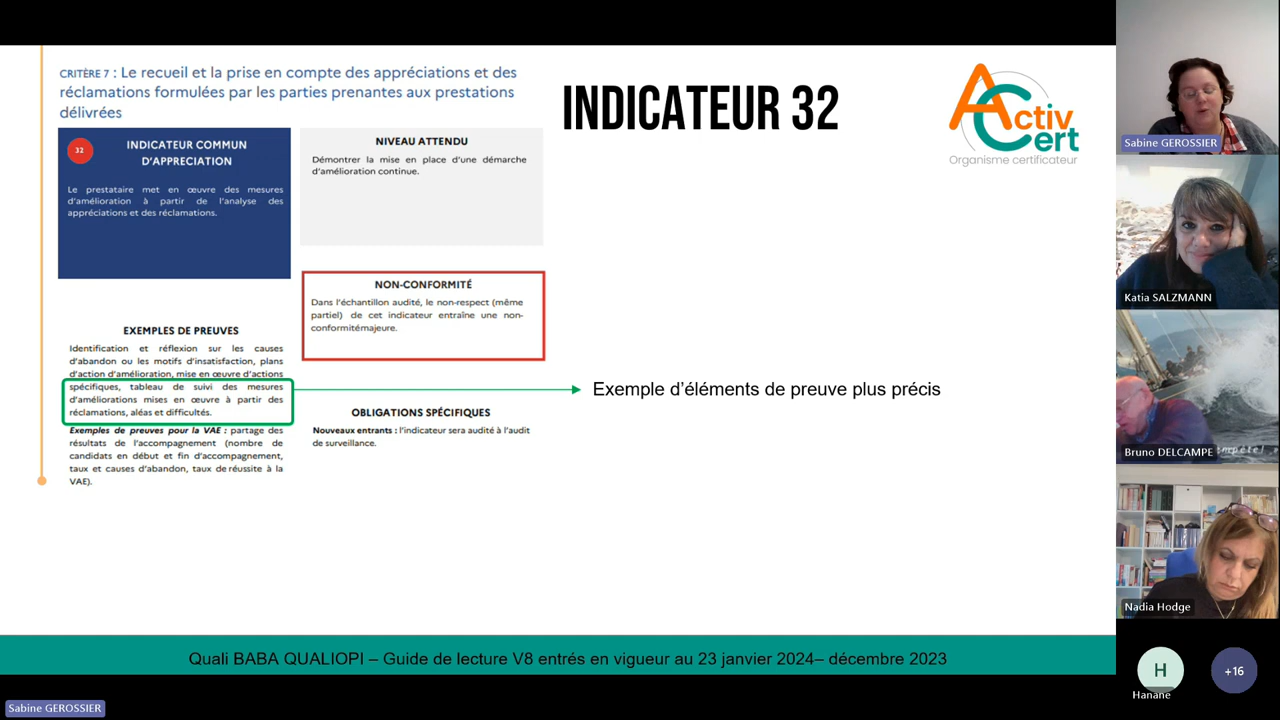 CRITÈRE 7 : Le recueil et la prise en compte des appréciations et des
réclamations formulées par les parties prenantes aux prestations
délivrées
INDICATEUR 32
Activ
Cert
Organisme certificateur
32
INDICATEUR COMMUN
D'APPRECIATION
Le prestataire met en œuvre des mesures
d'amélioration à partir de l'analyse des
appréciations et des réclamations.
NIVEAU ATTENDU
Démontrer la mise en place d'une démarche
d'amélioration continue.
NON-CONFORMITÉ
Dans l'échantillon audité, le non-respect (même
partiel) de cet indicateur entraîne une non-
conformitémajeure.
EXEMPLES DE PREUVES
Identification et réflexion sur les causes
d'abandon ou les motifs d'insatisfaction, plans
d'action d'amélioration, mise en œuvre d'actions
spécifiques, tableau de suivi des mesures
d'améliorations mises en œuvre à partir des
réclamations, aléas et difficultés.
Exemples de preuves pour la VAE : partage des
résultats de l'accompagnement (nombre de
candidats en début et fin d'accompagnement,
taux et causes d'abandon, taux de réussite à la
VAE).
Exemple d'éléments de preuve plus précis
OBLIGATIONS SPÉCIFIQUES
Nouveaux entrants : l'indicateur sera audité à l'audit
de surveillance.
Quali BABA QUALIOPI – Guide de lecture V8 entrés en vigueur au 23 janvier 2024– décembre 2023
Sabine GEROSSIER
Sabine GEROSSIER
Katia SALZMANN
Bruno DELCAMPE
Nadia Hodge
H
Hanane
+16